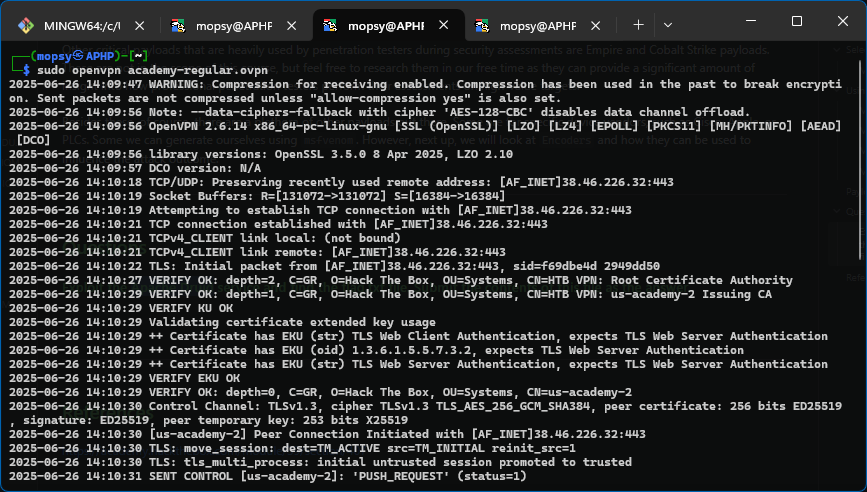 MINGW64:/c/U
mopsy@APHP
mopsy@APHP
mopsy@APHP
┌──(mopsy㉿APHP)-[~]
└─$ sudo openvpn academy-regular.ovpn
2025-06-26 14:09:47 WARNING: Compression for receiving enabled. Compression has been used in the past to break encrypti
on. Sent packets are not compressed unless "allow-compression yes" is also set.
2025-06-26 14:09:56 Note: --data-ciphers-fallback with cipher 'AES-128-CBC' disables data channel offload.
2025-06-26 14:09:56 OpenVPN 2.6.14 x86_64-pc-linux-gnu [SSL (OpenSSL)] [LZO] [LZ4] [EPOLL] [PKCS11] [MH/PKTINFO] [AEAD]
[DCO]
2025-06-26 14:09:56 library versions: OpenSSL 3.5.0 8 Apr 2025, LZO 2.10
2025-06-26 14:09:57 DCO version: N/A
2025-06-26 14:10:18 TCP/UDP: Preserving recently used remote address: [AF_INET]38.46.226.32:443
2025-06-26 14:10:19 Socket Buffers: R=[131072->131072] S=[16384->16384]
2025-06-26 14:10:19 Attempting to establish TCP connection with [AF_INET]38.46.226.32:443
2025-06-26 14:10:21 TCP connection established with [AF_INET]38.46.226.32:443
2025-06-26 14:10:21 TCPv4_CLIENT link local: (not bound)
2025-06-26 14:10:21 TCPv4_CLIENT link remote: [AF_INET]38.46.226.32:443
2025-06-26 14:10:22 TLS: Initial packet from [AF_INET]38.46.226.32:443, sid=f69dbe4d 2949dd50
2025-06-26 14:10:27 VERIFY OK: depth=2, C=GR, O=Hack The Box, OU=Systems, CN=HTB VPN: Root Certificate Authority
2025-06-26 14:10:29 VERIFY OK: depth=1, C=GR, O=Hack The Box, OU=Systems, CN=HTB VPN: us-academy-2 Issuing CA
2025-06-26 14:10:29 VERIFY KU OK
2025-06-26 14:10:29 Validating certificate extended key usage
2025-06-26 14:10:29 ++ Certificate has EKU (str) TLS Web Client Authentication, expects TLS Web Server Authentication
2025-06-26 14:10:29 ++ Certificate has EKU (oid) 1.3.6.1.5.5.7.3.2, expects TLS Web Server Authentication
2025-06-26 14:10:29 ++ Certificate has EKU (str) TLS Web Server Authentication, expects TLS Web Server Authentication
2025-06-26 14:10:29 VERIFY EKU OK
2025-06-26 14:10:29 VERIFY OK: depth=0, C=GR, O=Hack The Box, OU=Systems, CN=us-academy-2
2025-06-26 14:10:30 Control Channel: TLSv1.3, cipher TLSv1.3 TLS_AES_256_GCM_SHA384, peer certificate: 256 bits ED25519
, signature: ED25519, peer temporary key: 253 bits X25519
2025-06-26 14:10:30 [us-academy-2] Peer Connection Initiated with [AF_INET]38.46.226.32:443
2025-06-26 14:10:30 TLS: move_session: dest=TM_ACTIVE src=TM_INITIAL reinit_src=1
2025-06-26 14:10:30 TLS: tls_multi_process: initial untrusted session promoted to trusted
2025-06-26 14:10:31 SENT CONTROL [us-academy-2]: 'PUSH_REQUEST' (status=1)